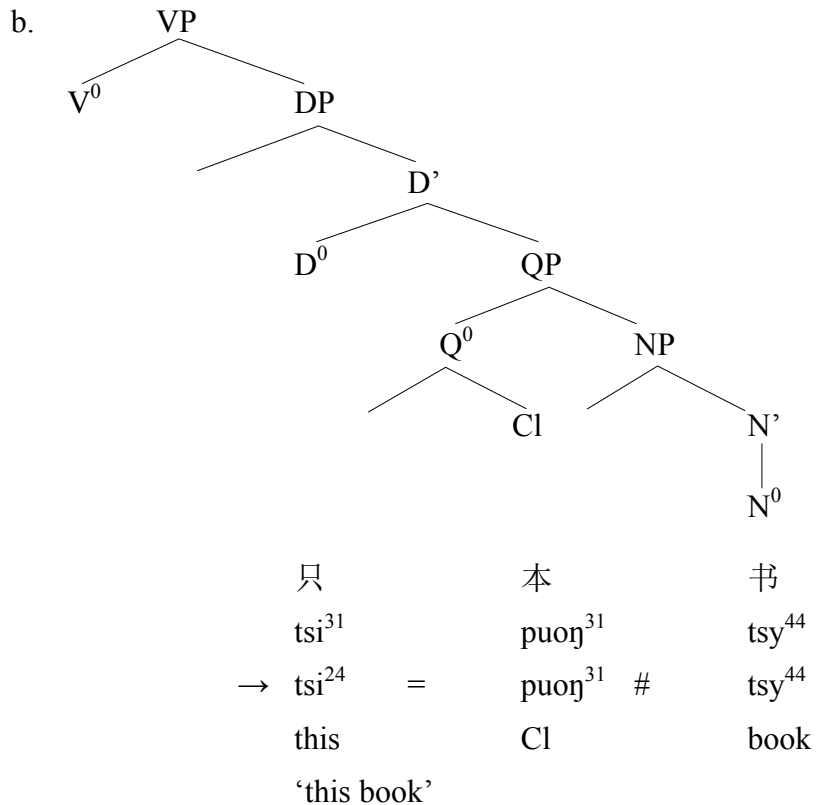 b. VP
V⁰ DP
D’
D⁰ QP
Q⁰ NP
Cl N’
N⁰
只 本 书
tsi³¹ puoŋ³¹ tsy⁴⁴
→ tsi²⁴ = puoŋ³¹ # tsy⁴⁴
this Cl book
‘this book’